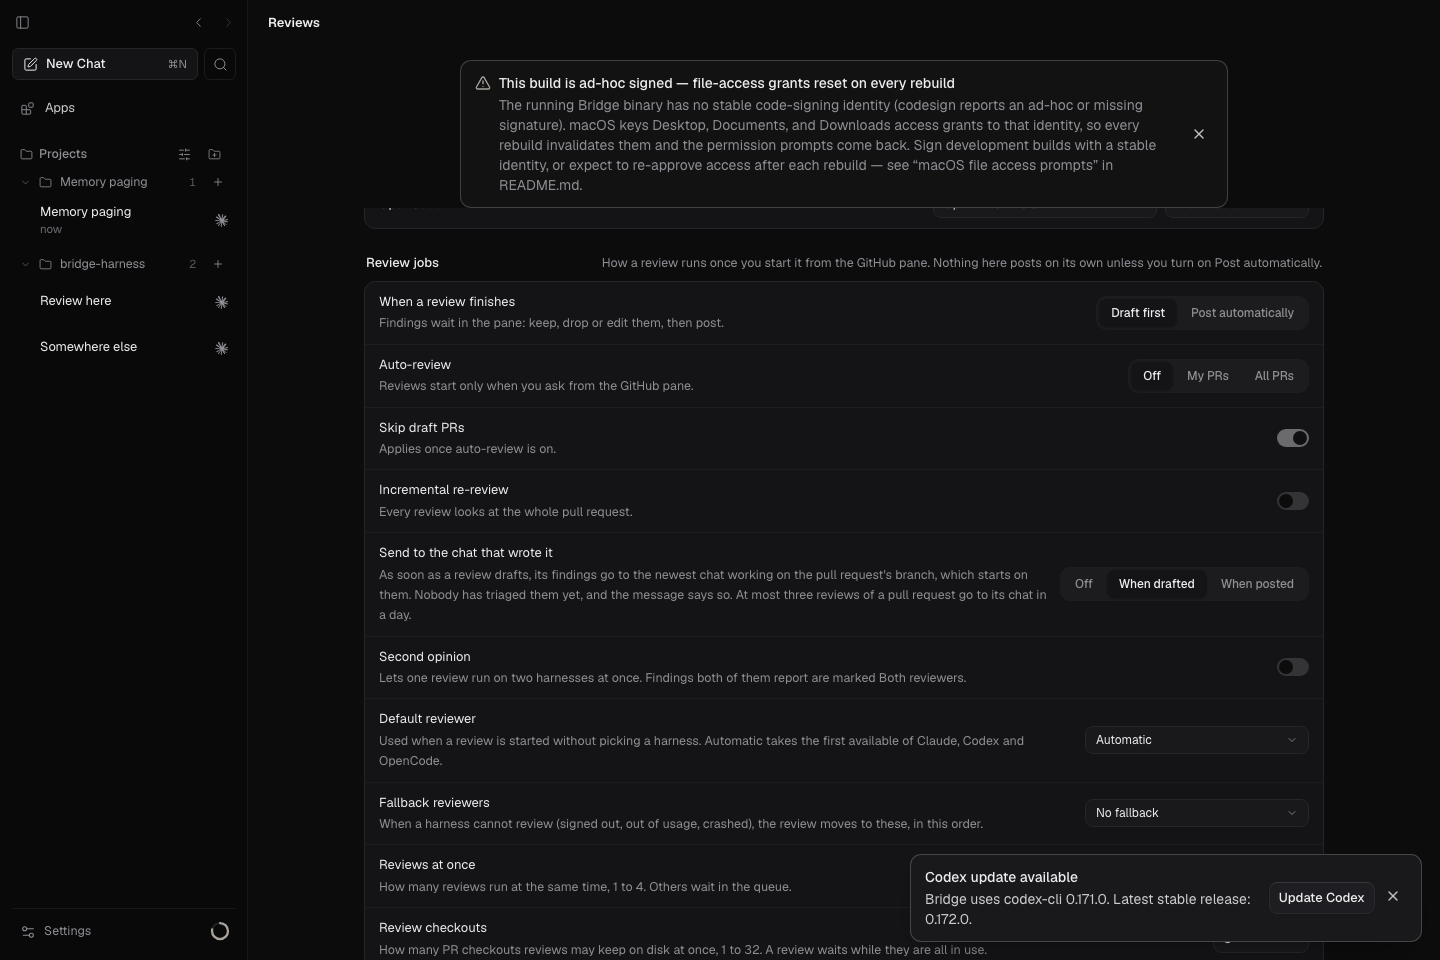 Reviews
New Chat
⌘N
Apps
Projects
Memory paging
1
Memory paging
now
bridge-harness
2
Review here
Somewhere else
Settings
This build is ad-hoc signed — file-access grants reset on every rebuild
The running Bridge binary has no stable code-signing identity (codesign reports an ad-hoc or missing
signature). macOS keys Desktop, Documents, and Downloads access grants to that identity, so every
rebuild invalidates them and the permission prompts come back. Sign development builds with a stable
identity, or expect to re-approve access after each rebuild — see “macOS file access prompts” in
README.md.
Review jobs
How a review runs once you start it from the GitHub pane. Nothing here posts on its own unless you turn on Post automatically.
When a review finishes
Findings wait in the pane: keep, drop or edit them, then post.
Draft first
Post automatically
Auto-review
Reviews start only when you ask from the GitHub pane.
Off
My PRs
All PRs
Skip draft PRs
Applies once auto-review is on.
Incremental re-review
Every review looks at the whole pull request.
Send to the chat that wrote it
As soon as a review drafts, its findings go to the newest chat working on the pull request's branch, which starts on
them. Nobody has triaged them yet, and the message says so. At most three reviews of a pull request go to its chat in
a day.
Off
When drafted
When posted
Second opinion
Lets one review run on two harnesses at once. Findings both of them report are marked Both reviewers.
Default reviewer
Used when a review is started without picking a harness. Automatic takes the first available of Claude, Codex and
OpenCode.
Automatic
Fallback reviewers
When a harness cannot review (signed out, out of usage, crashed), the review moves to these, in this order.
No fallback
Reviews at once
How many reviews run at the same time, 1 to 4. Others wait in the queue.
Review checkouts
How many PR checkouts reviews may keep on disk at once, 1 to 32. A review waits while they are all in use.
Codex update available
Bridge uses codex-cli 0.171.0. Latest stable release:
0.172.0.
Update Codex